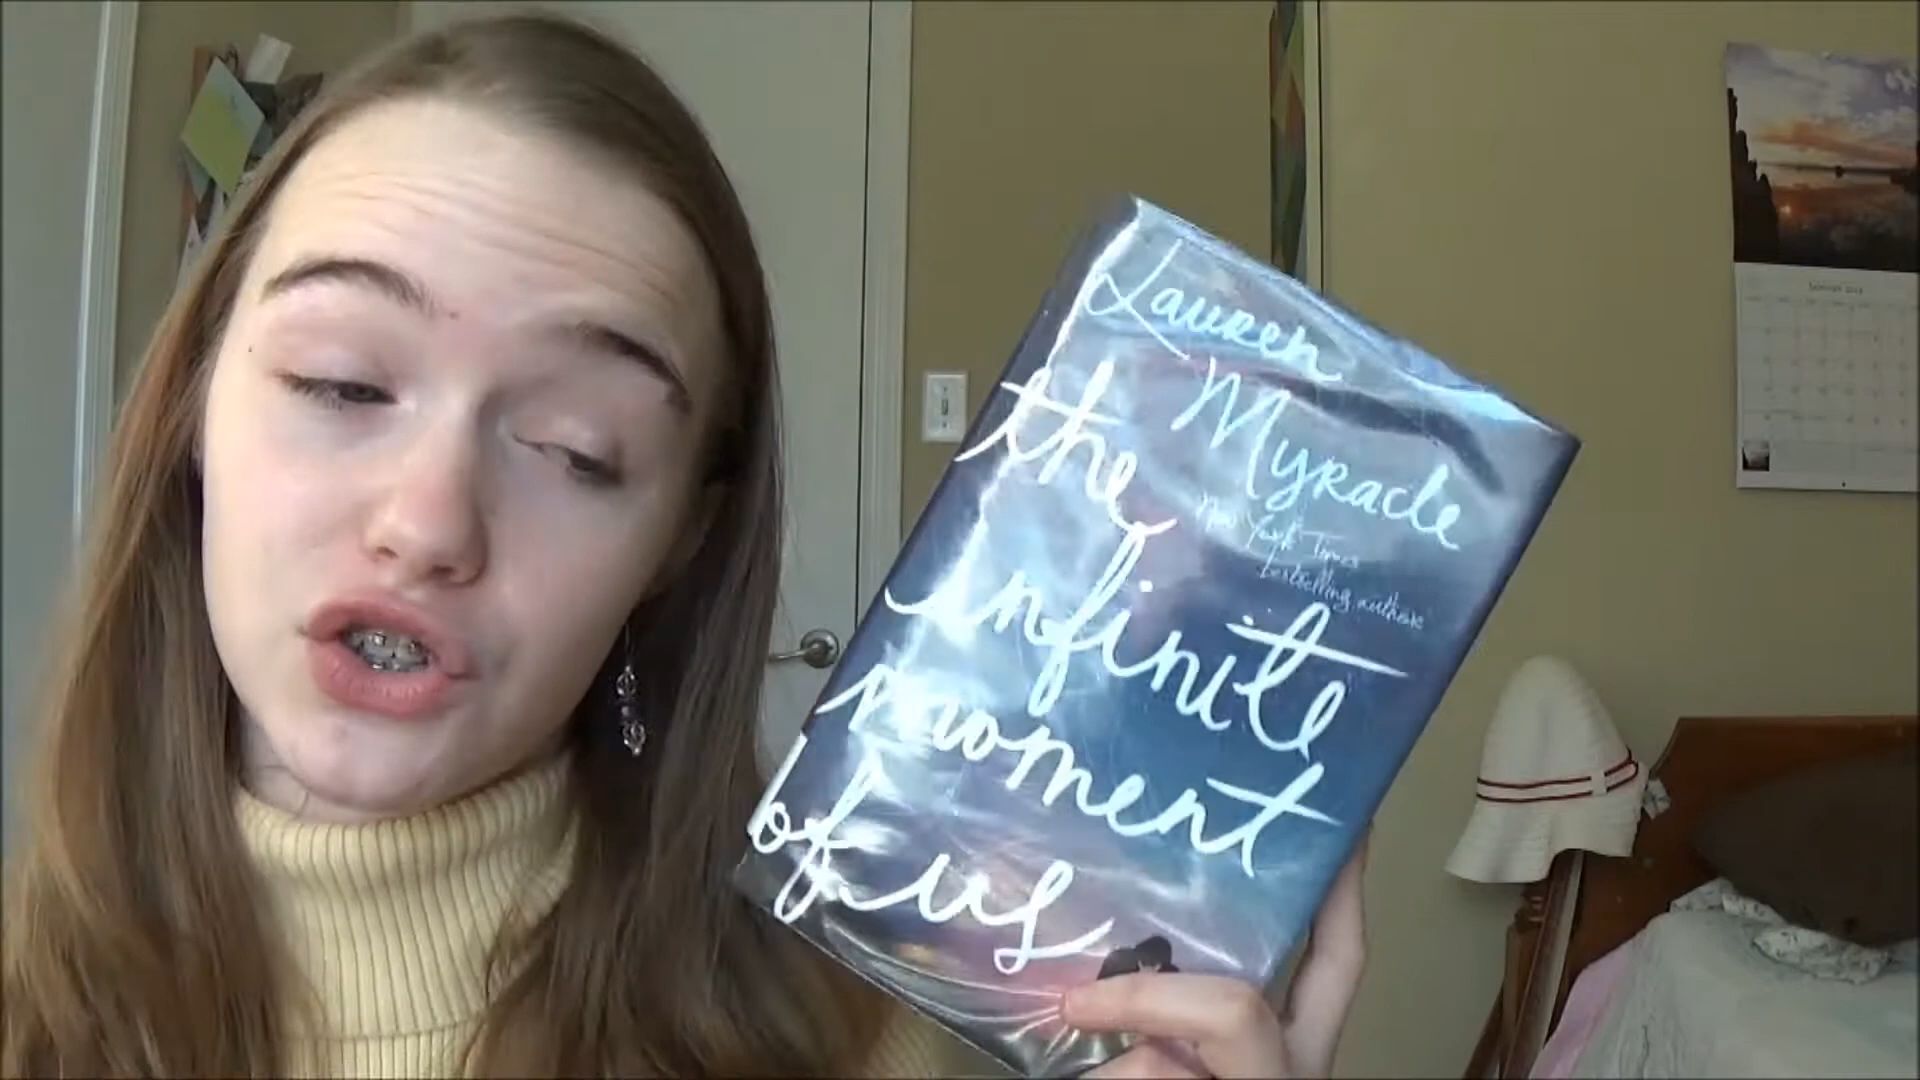 Lauren
Myracle
New York Times
bestselling author
the
infinite
moment
of us